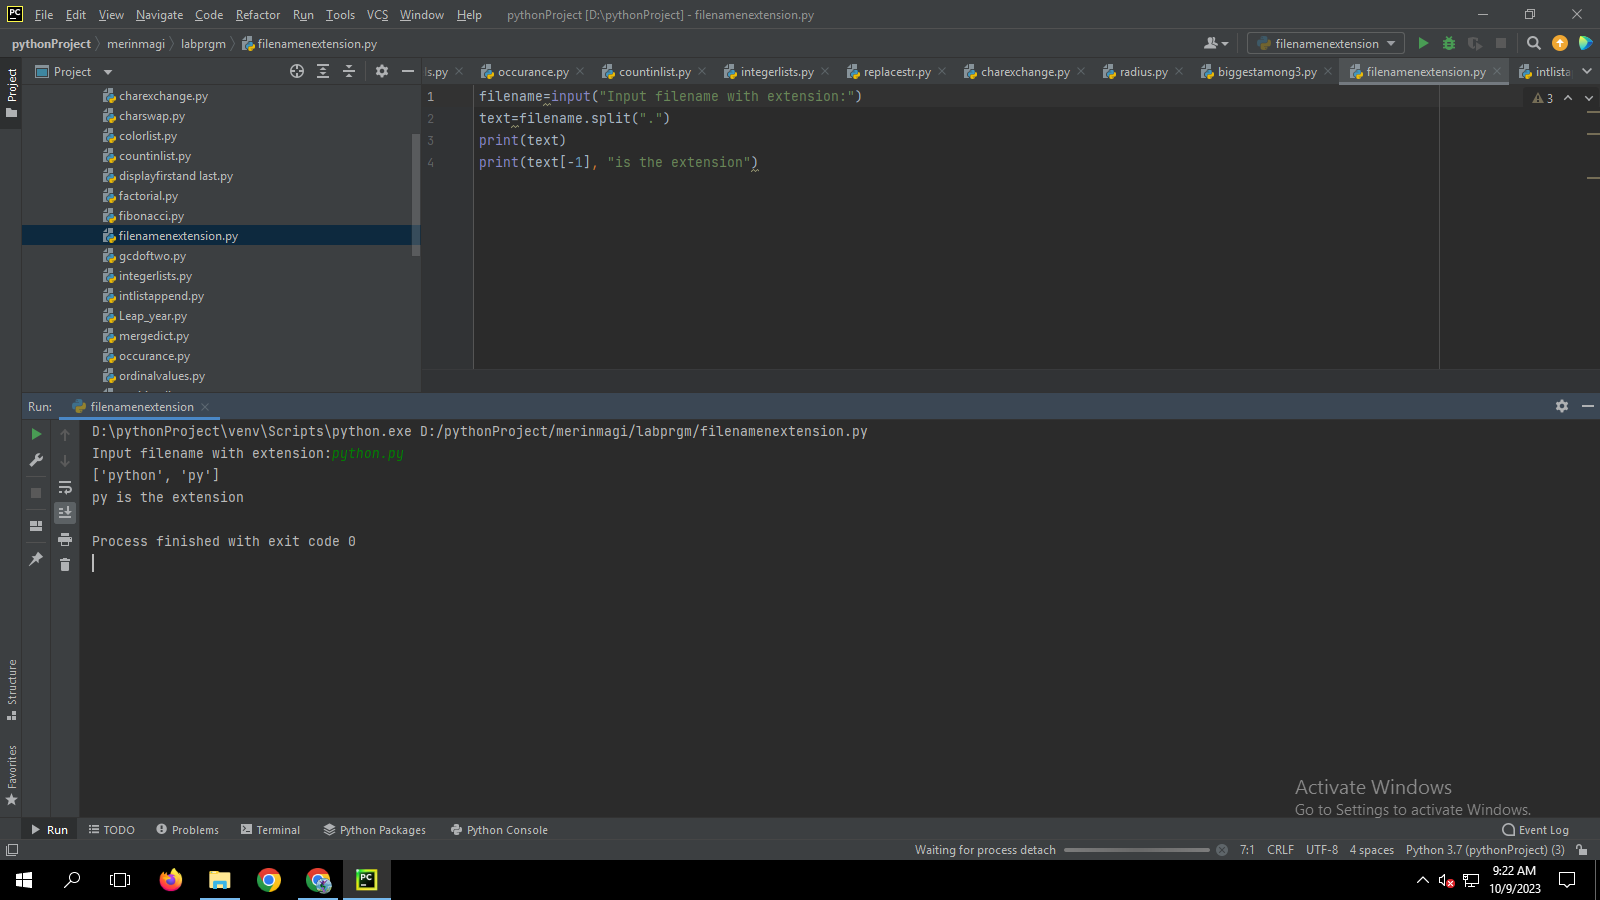 PC File Edit View Navigate Code Refactor Run Tools VCS Window Help pythonProject [D:\pythonProject] - filenamenextension.py
pythonProject merinmagi labprgm filenamenextension.py filenamenextension
Project
Project ls.py occurance.py countinlist.py integerlists.py replacestr.py charexchange.py radius.py biggestamong3.py filenamenextension.py intlista
charexchange.py
charswap.py
colorlist.py
countinlist.py
displayfirstand last.py
factorial.py
fibonacci.py
filenamenextension.py
gcdoftwo.py
integerlists.py
intlistappend.py
Leap_year.py
mergedict.py
occurance.py
ordinalvalues.py
1 filename=input("Input filename with extension:")
2 text=filename.split(".")
3 print(text)
4 print(text[-1], "is the extension")
3
Run: filenamenextension
D:\pythonProject\venv\Scripts\python.exe D:/pythonProject/merinmagi/labprgm/filenamenextension.py
Input filename with extension:python.py
['python', 'py']
py is the extension
Process finished with exit code 0
Structure
Favorites
Activate Windows
Go to Settings to activate Windows.
Run TODO Problems Terminal Python Packages Python Console Event Log
Waiting for process detach 7:1 CRLF UTF-8 4 spaces Python 3.7 (pythonProject) (3)
PC
9:22 AM
10/9/2023